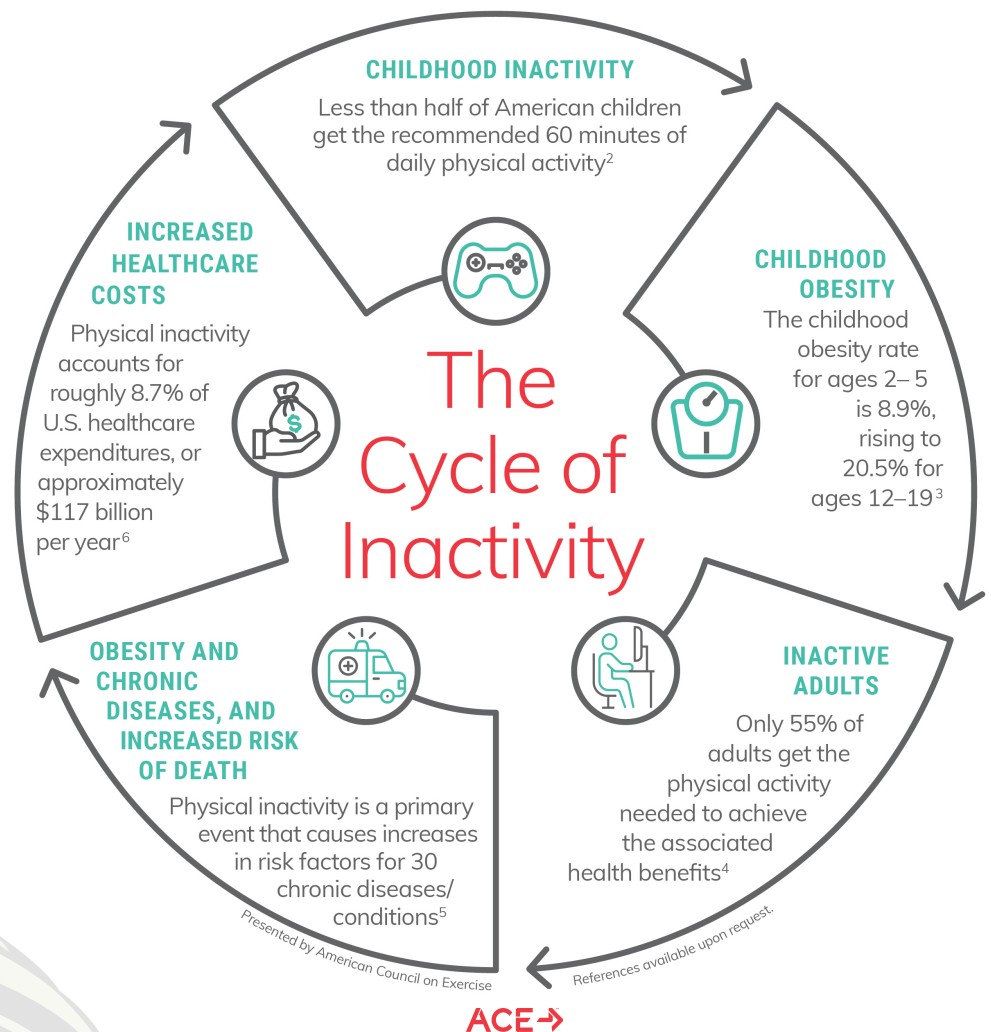 CHILDHOOD INACTIVITY
Less than half of American children
get the recommended 60 minutes of
daily physical activity2
CHILDHOOD
OBESITY
The childhood
obesity rate
for ages 2– 5
is 8.9%,
rising to
20.5% for
ages 12–19 3
INACTIVE
ADULTS
Only 55% of
adults get the
physical activity
needed to achieve
the associated
health benefits4
OBESITY AND
CHRONIC
DISEASES, AND
INCREASED RISK
OF DEATH
Physical inactivity is a primary
event that causes increases
in risk factors for 30
chronic diseases/
conditions5
INCREASED
HEALTHCARE
COSTS
Physical inactivity
accounts for
roughly 8.7% of
U.S. healthcare
expenditures, or
approximately
$117 billion
per year6
$
The
Cycle of
Inactivity
Presented by American Council on Exercise
References available upon request.
ACE